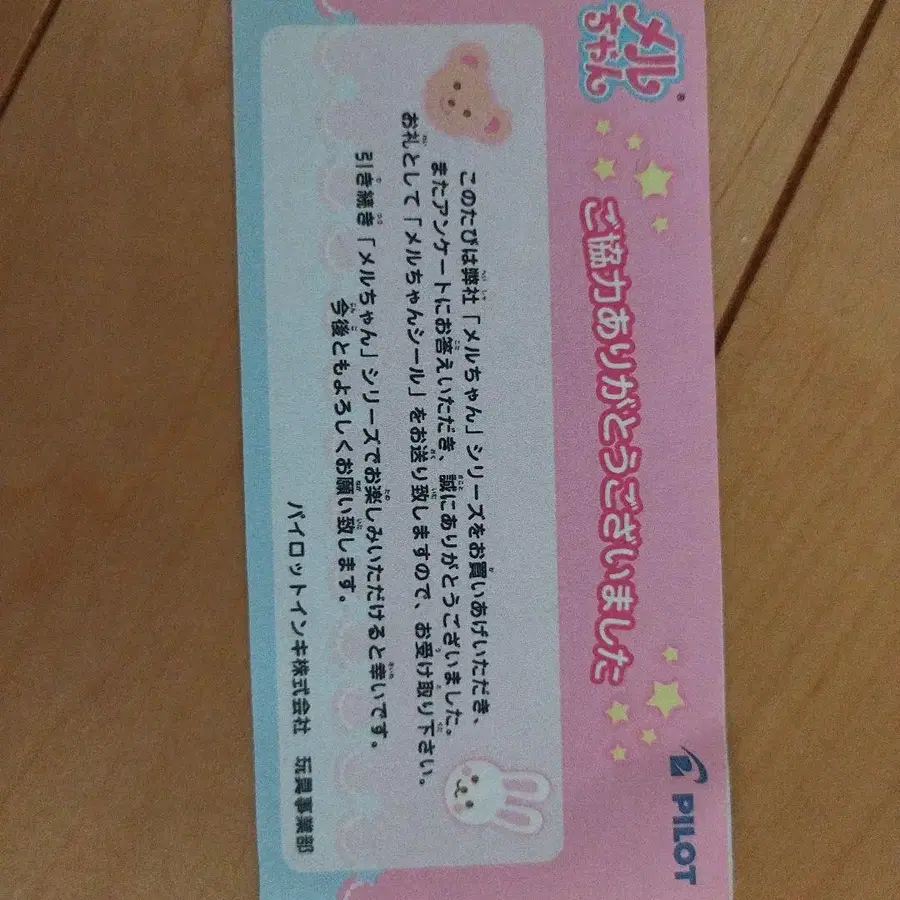 メルちゃん®
PILOT
ご協力ありがとうございました
このたびは弊社「メルちゃん」シリーズをお買いあげいただき、
またアンケートにお答えいただき、誠にありがとうございました。
お礼として「メルちゃんシール」をお送り致しますので、お受け取り下さい。
引き続き「メルちゃん」シリーズでお楽しみいただけると幸いです。
今後ともよろしくお願い致します。
パイロットインキ株式会社 玩具事業部